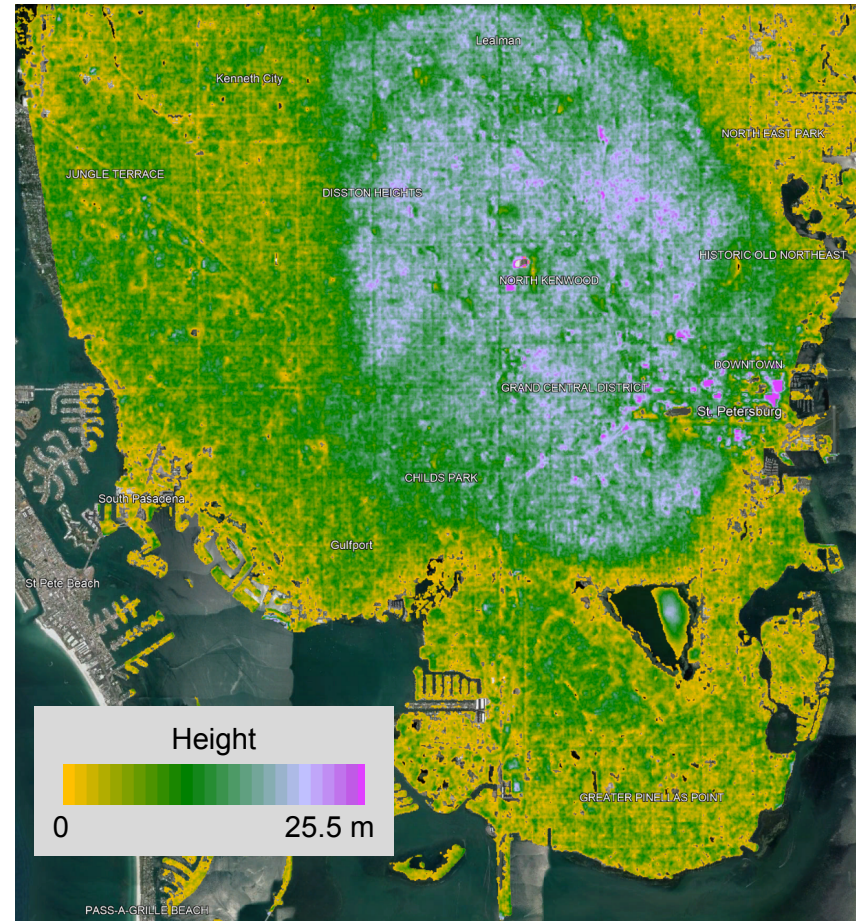 Lealman
Kenneth City
NORTH EAST PARK
JUNGLE TERRACE
DISSTON HEIGHTS
HISTORIC OLD NORTHEAST
NORTH KENWOOD
DOWNTOWN
GRAND CENTRAL DISTRICT
St. Petersburg
CHILDS PARK
South Pasadena
Gulfport
St Pete Beach
Height
0
25.5 m
GREATER PINELLAS POINT
PASS-A-GRILLE BEACH